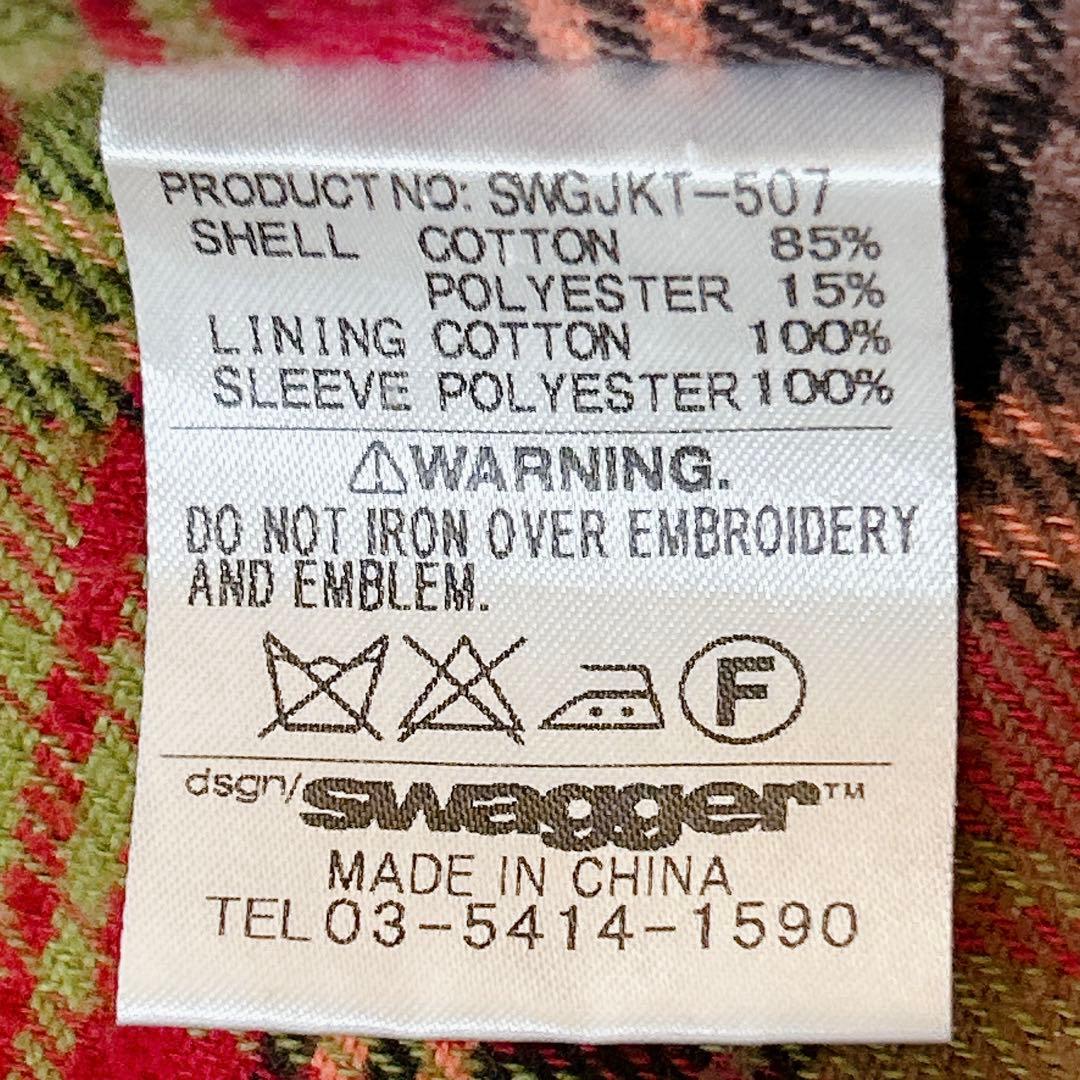 PRODUCT NO: SWGJKT-507
SHELL COTTON 85%
POLYESTER 15%
LINING COTTON 100%
SLEEVE POLYESTER 100%
⚠WARNING.
DO NOT IRON OVER EMBROIDERY
AND EMBLEM.
F
dsgn/swagger™
MADE IN CHINA
TEL 03-5414-1590